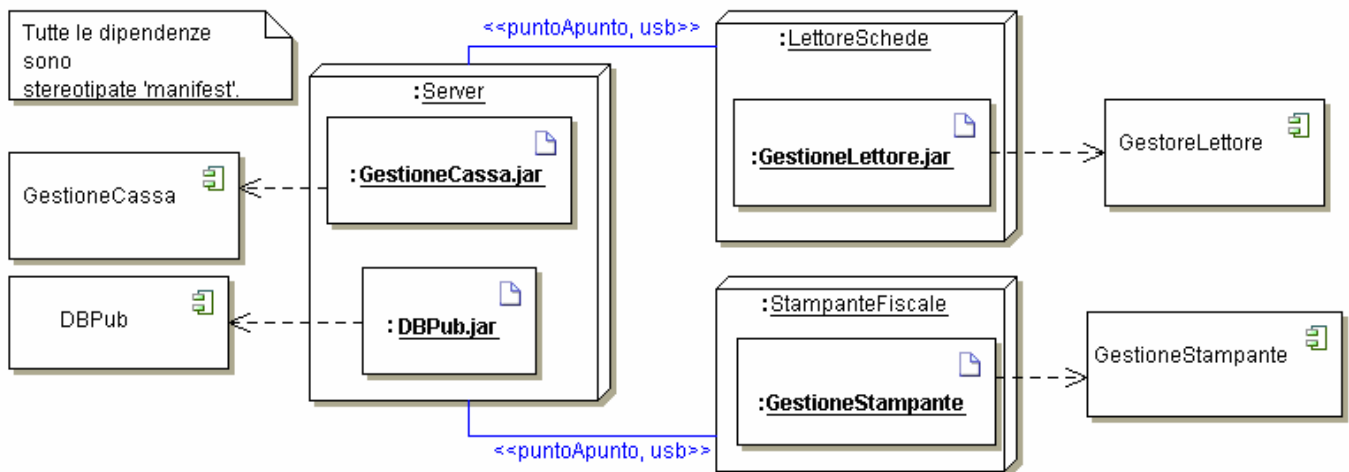 Tutte le dipendenze
sono
stereotipate 'manifest'.
<<puntoApunto, usb>>
:LettoreSchede
:Server
:GestioneCassa.jar
:GestioneLettore.jar
GestoreLettore
GestioneCassa
DBPub
: DBPub.jar
:StampanteFiscale
:GestioneStampante
GestioneStampante
<<puntoApunto, usb>>